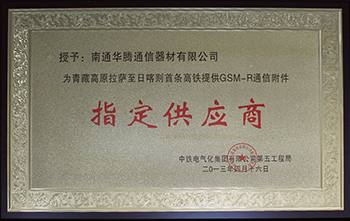 授予：南通华腾通信器材有限公司
为青藏高原拉萨至日喀则首条高铁提供GSM-R通信附件
指定供应商
中铁电气化集团有限公司第五工程局
二〇一三年四月十六日